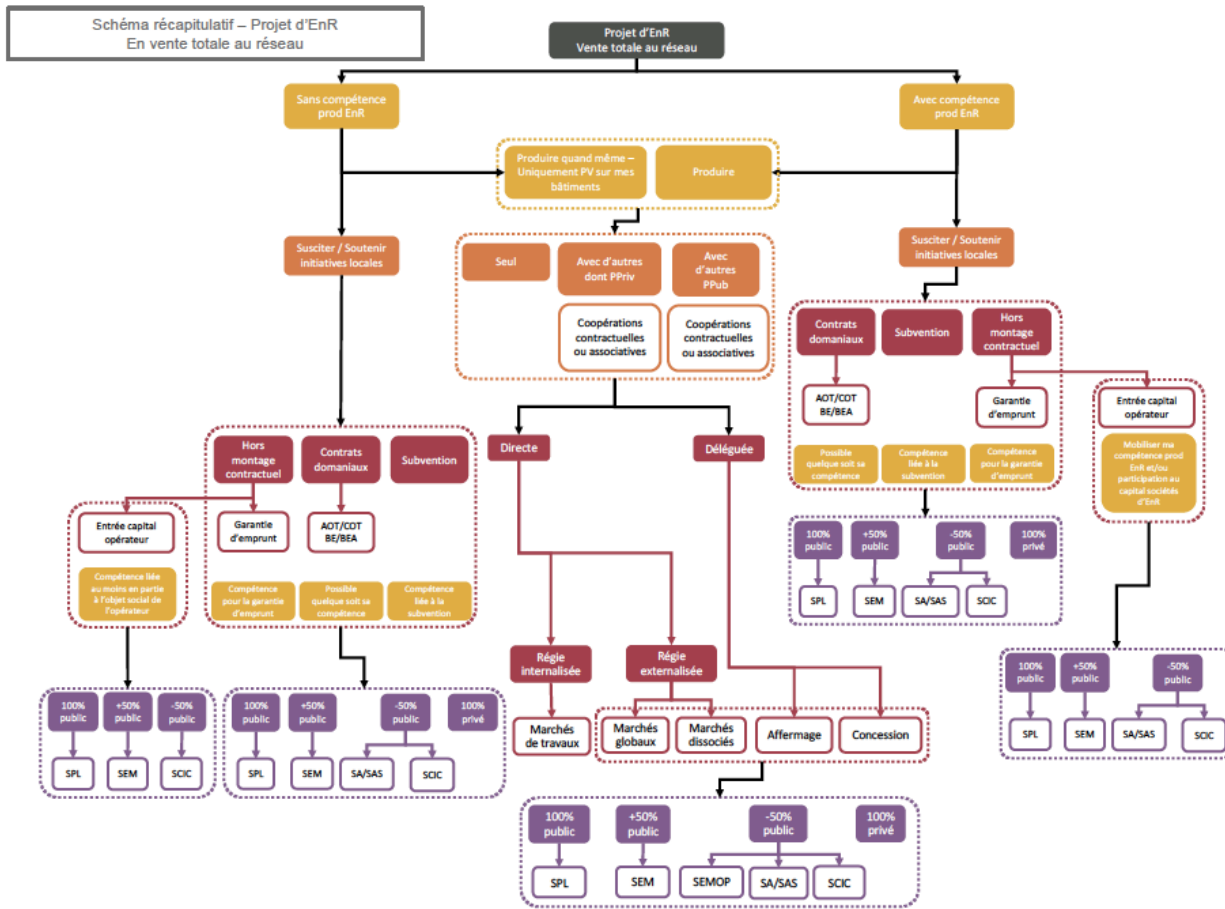 Schéma récapitulatif – Projet d'EnR
En vente totale au réseau
Projet d'EnR
Vente totale au réseau
Sans compétence
prod EnR
Avec compétence
prod EnR
Produire quand même –
Uniquement PV sur mes
bâtiments
Produire
Susciter / Soutenir
initiatives locales
Seul
Avec d'autres
dont PPriv
Avec
d'autres
PPub
Coopérations
contractuelles
ou associatives
Coopérations
contractuelles
ou associatives
Susciter / Soutenir
initiatives locales
Contrats
domaniaux
Subvention
Hors
montage
contractuel
AOT/COT
BE/BEA
Garantie
d'emprunt
Entrée capital
opérateur
Possible
quelque soit sa
compétence
Compétence
liée à la
subvention
Compétence
pour la garantie
d'emprunt
Mobiliser ma
compétence prod
EnR et/ou
participation au
capital sociétés
d'EnR
Hors
montage
contractuel
Contrats
domaniaux
Subvention
Directe
Déléguée
Entrée capital
opérateur
Garantie
d'emprunt
AOT/COT
BE/BEA
Compétence liée
au moins en partie
à l'objet social de
l'opérateur
Compétence
pour la garantie
d'emprunt
Possible
quelque soit sa
compétence
Compétence
liée à la
subvention
100%
public
+50%
public
-50%
public
100%
privé
SPL
SEM
SA/SAS
SCIC
Régie
internalisée
Régie
externalisée
100%
public
+50%
public
-50%
public
SPL
SEM
SA/SAS
SCIC
100%
public
+50%
public
-50%
public
SPL
SEM
SCIC
100%
public
+50%
public
-50%
public
100%
privé
SPL
SEM
SA/SAS
SCIC
Marchés
de travaux
Marchés
globaux
Marchés
dissociés
Affermage
Concession
100%
public
+50%
public
-50%
public
100%
privé
SPL
SEM
SEMOP
SA/SAS
SCIC